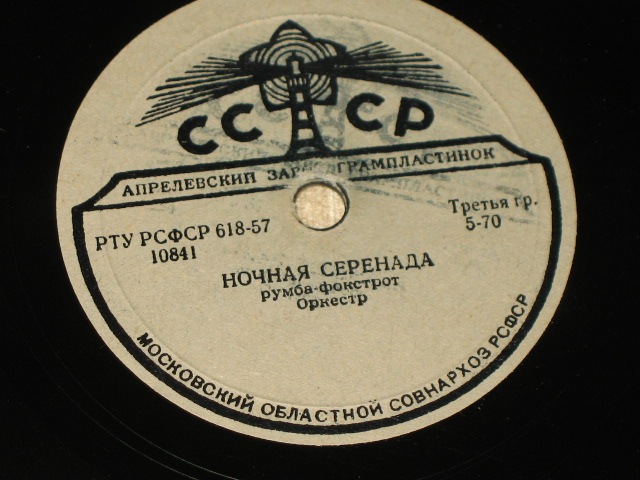 СССР
АПРЕЛЕВСКИЙ ЗАВ ГРАМПЛАСТИНОК
РТУ РСФСР 618-57
10841
Третья гр.
5-70
НОЧНАЯ СЕРЕНАДА
румба-фокстрот
Оркестр
МОСКОВСКИЙ ОБЛАСТНОЙ СОВНАРХОЗ РСФСР